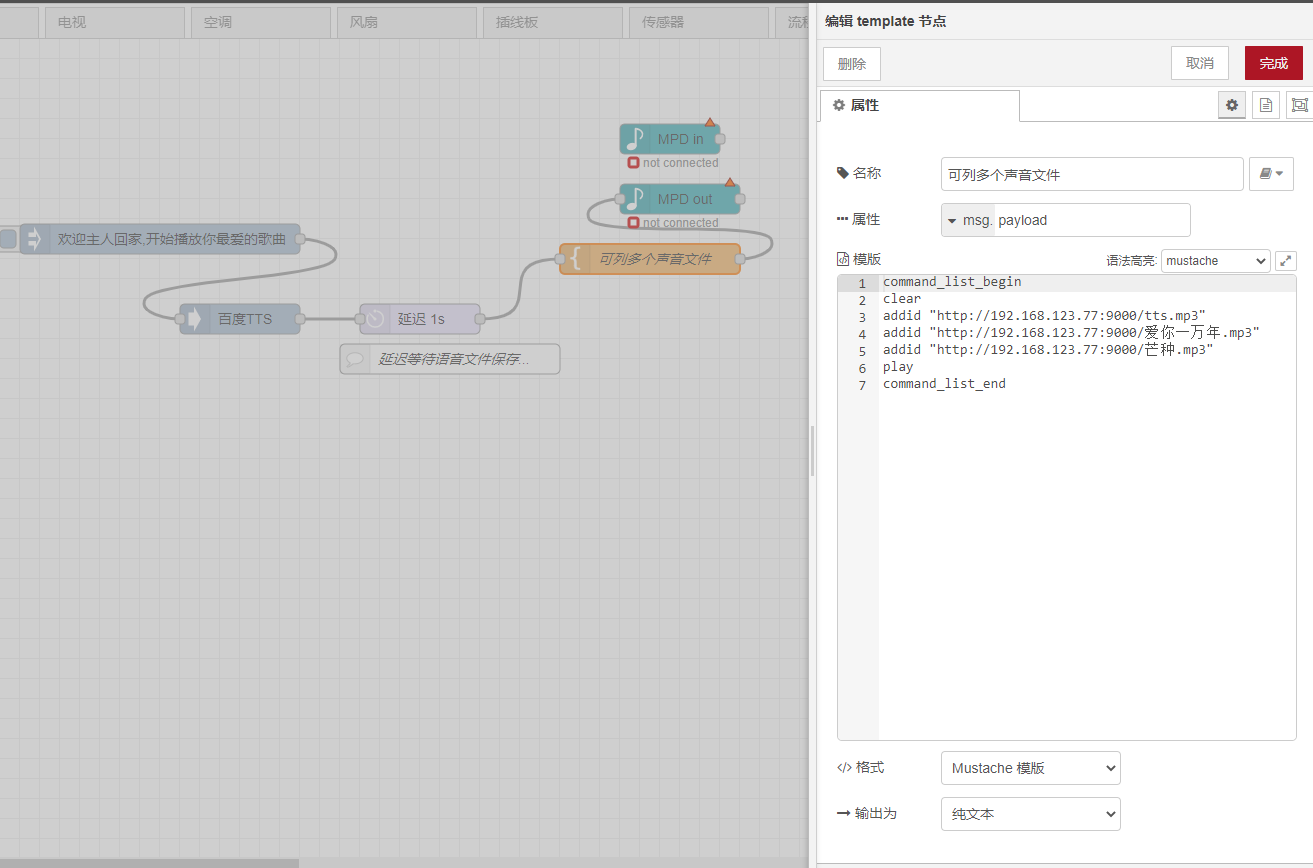 电视
空调
风扇
插线板
传感器
编辑 template 节点
删除
取消
完成
属性
MPD in
not connected
MPD out
not connected
欢迎主人回家,开始播放你最爱的歌曲
可列多个声音文件
百度TTS
延迟 1s
延迟等待语音文件保存...
名称
可列多个声音文件
属性
msg. payload
模版
语法高亮:
mustache
1 command_list_begin
2 clear
3 addid "http://192.168.123.77:9000/tts.mp3"
4 addid "http://192.168.123.77:9000/爱你一万年.mp3"
5 addid "http://192.168.123.77:9000/芒种.mp3"
6 play
7 command_list_end
格式
Mustache 模版
输出为
纯文本